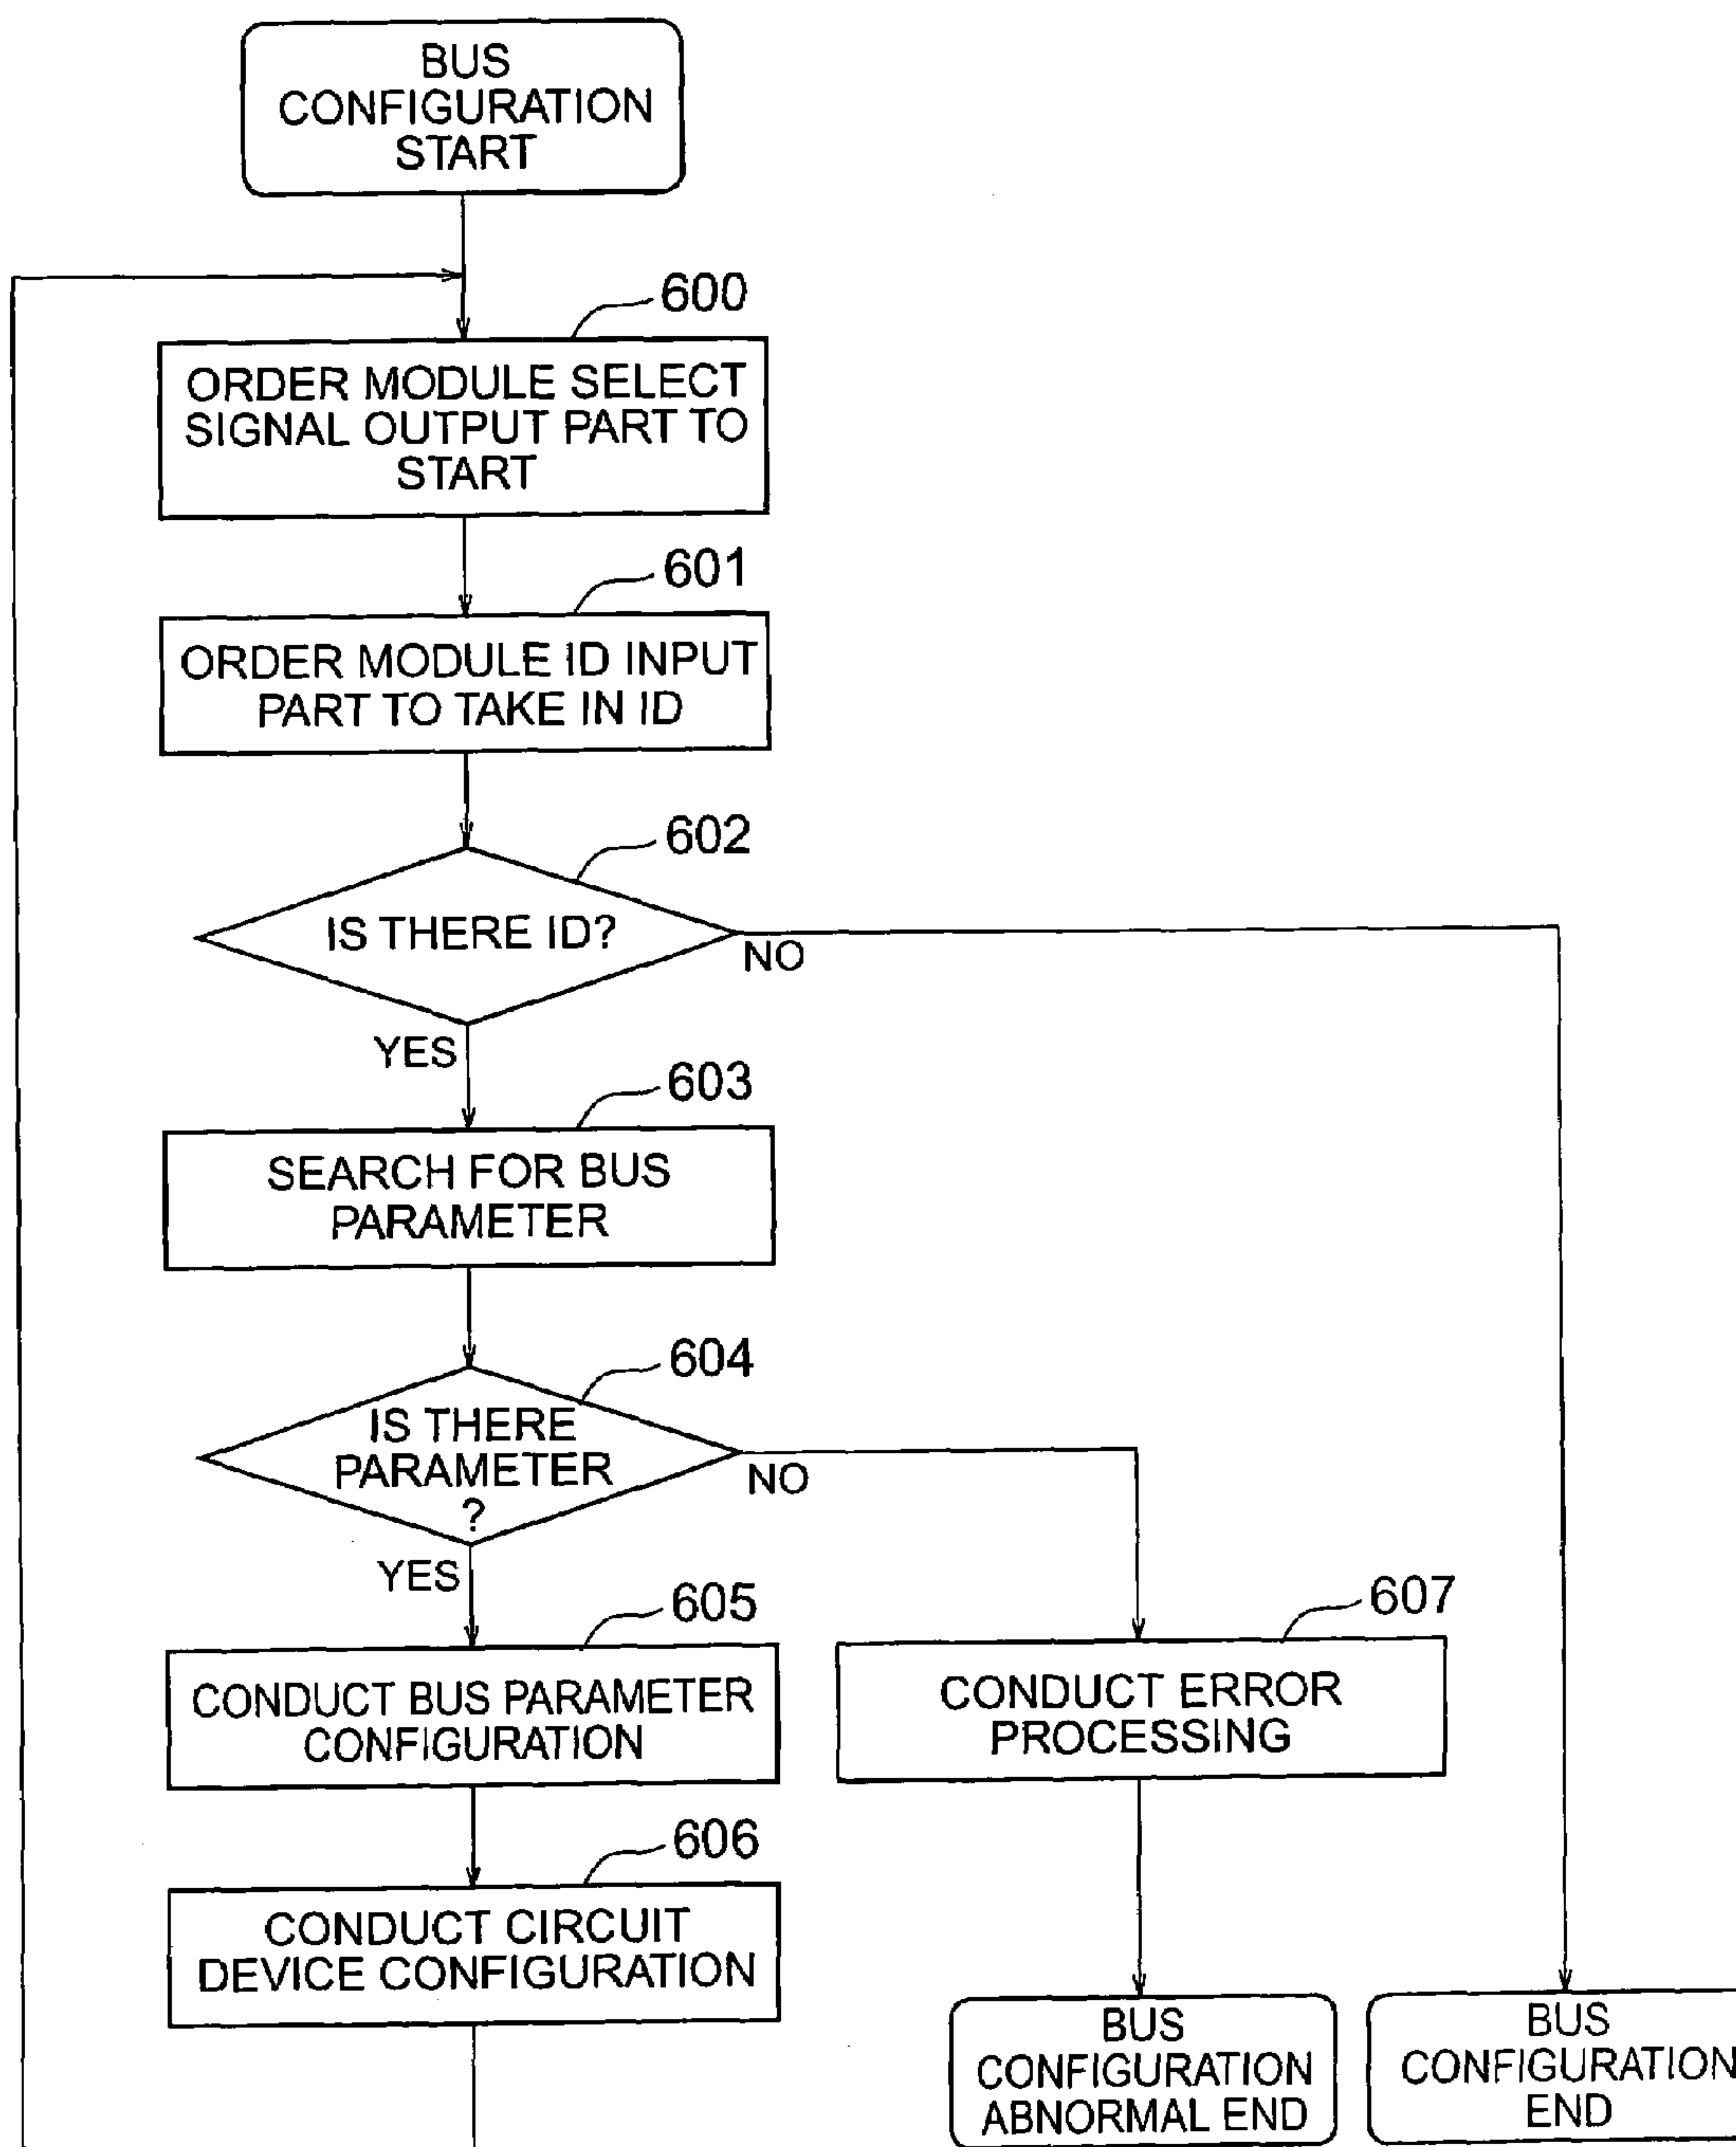 BUS
CONFIGURATION
START
600
ORDER MODULE SELECT
SIGNAL OUTPUT PART TO
START
601
ORDER MODULE ID INPUT
PART TO TAKE IN ID
602
IS THERE ID?
NO
YES
603
SEARCH FOR BUS
PARAMETER
604
IS THERE
PARAMETER
?
NO
YES
605
CONDUCT BUS PARAMETER
CONFIGURATION
607
CONDUCT ERROR
PROCESSING
606
CONDUCT CIRCUIT
DEVICE CONFIGURATION
BUS
CONFIGURATION
ABNORMAL END
BUS
CONFIGURATION
END